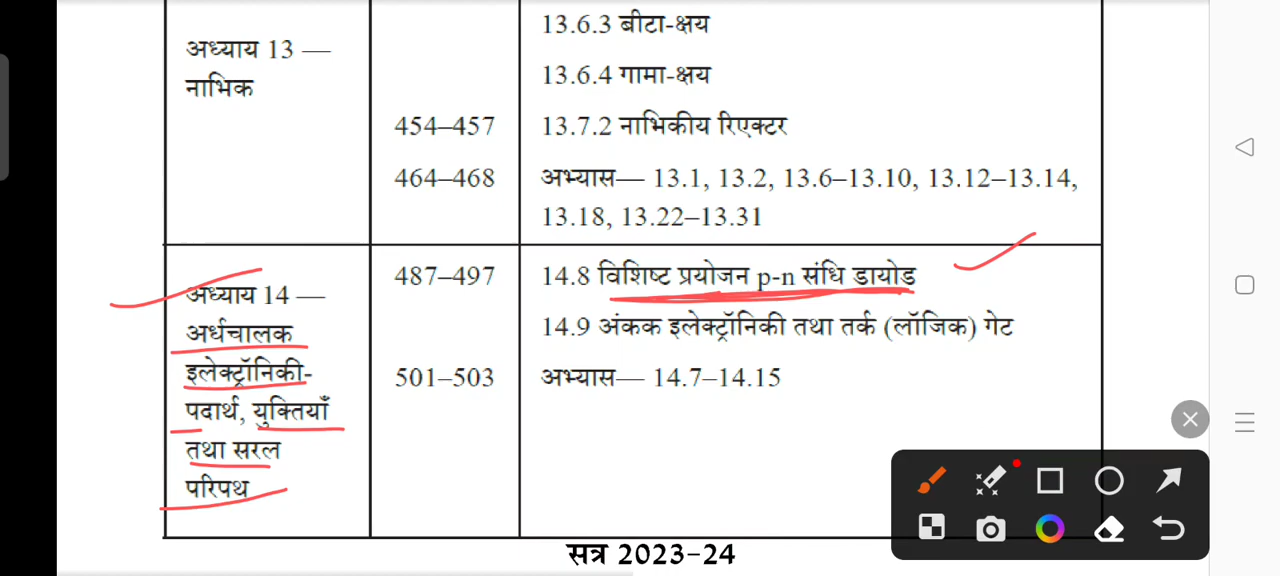 13.6.3 बीटा-क्षय
अध्याय 13 —
नाभिक
13.6.4 गामा-क्षय
454–457
13.7.2 नाभिकीय रिएक्टर
464–468
अभ्यास— 13.1, 13.2, 13.6–13.10, 13.12–13.14,
13.18, 13.22–13.31
अध्याय 14 —
अर्धचालक
इलेक्ट्रॉनिकी-
पदार्थ, युक्तियाँ
तथा सरल
परिपथ
487–497
14.8 विशिष्ट प्रयोजन p-n संधि डायोड
14.9 अंकक इलेक्ट्रॉनिकी तथा तर्क (लॉजिक) गेट
501–503
अभ्यास— 14.7–14.15
सत्र 2023-24